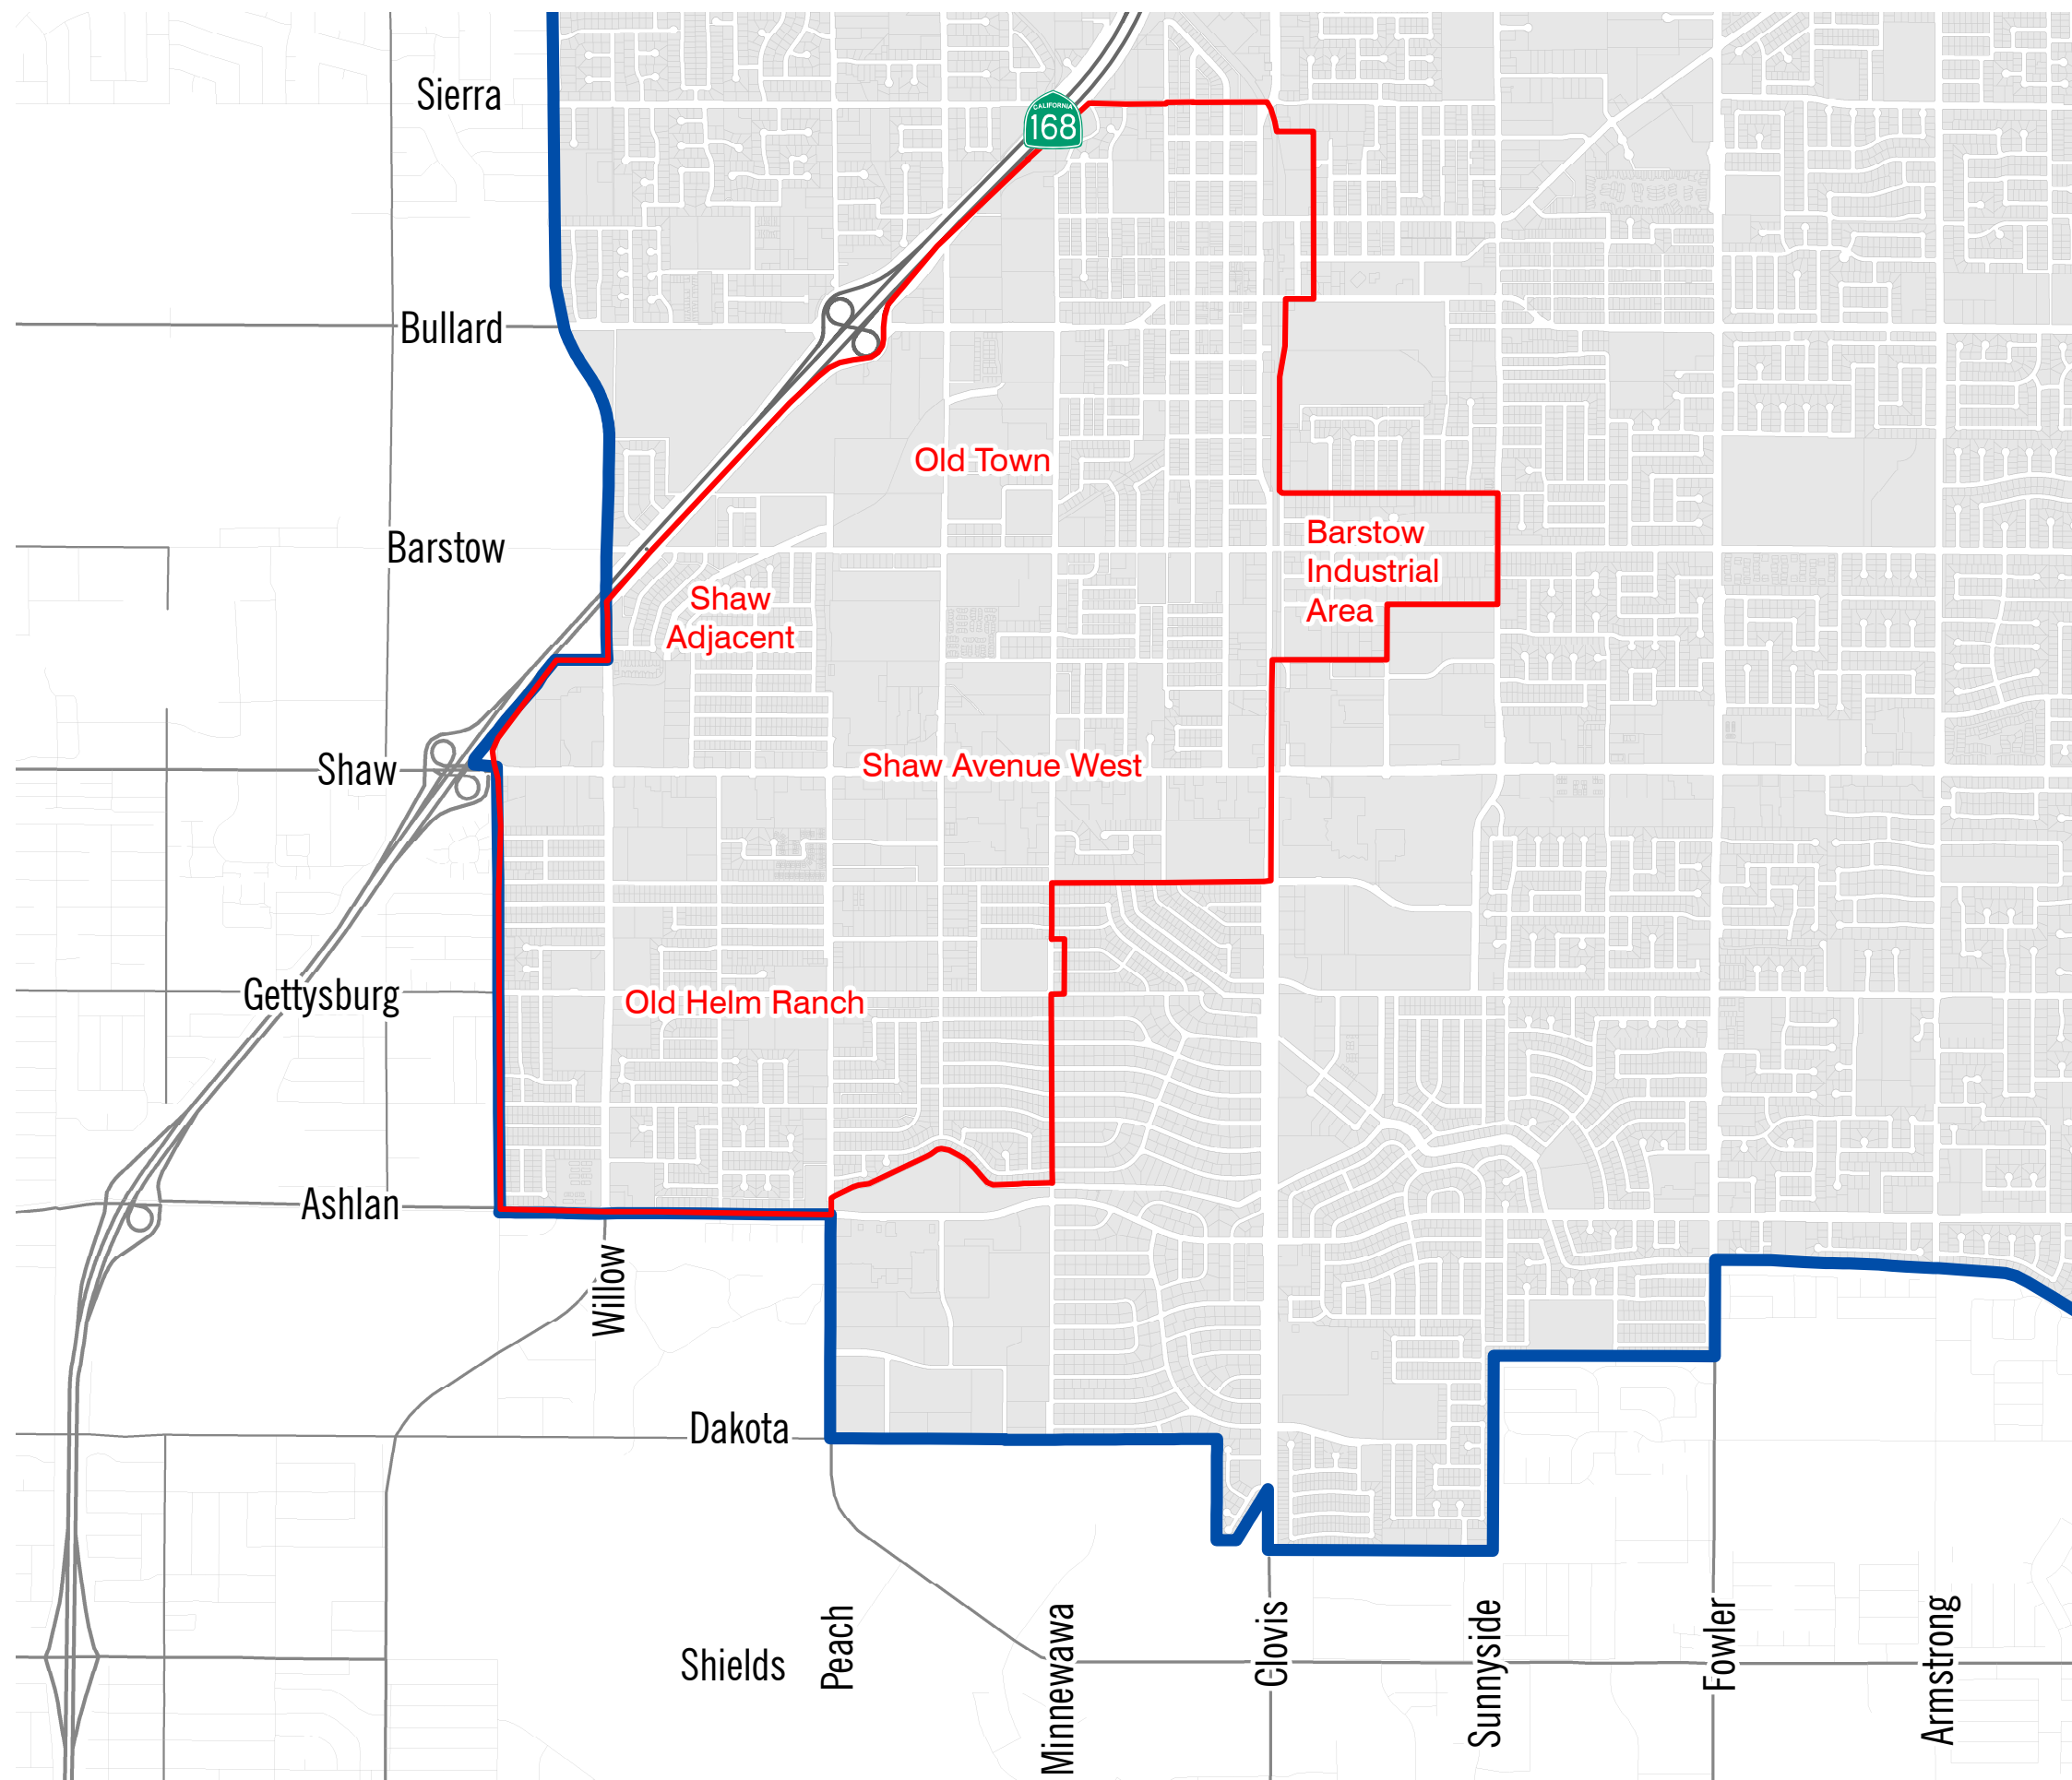 Sierra
CALIFORNIA
168
Bullard
Old Town
Barstow
Barstow
Industrial
Area
Shaw
Adjacent
Shaw
Shaw Avenue West
Gettysburg
Old Helm Ranch
Ashlan
Willow
Dakota
Shields
Peach
Minnewawa
Clovis
Sunnyside
Fowler
Armstrong